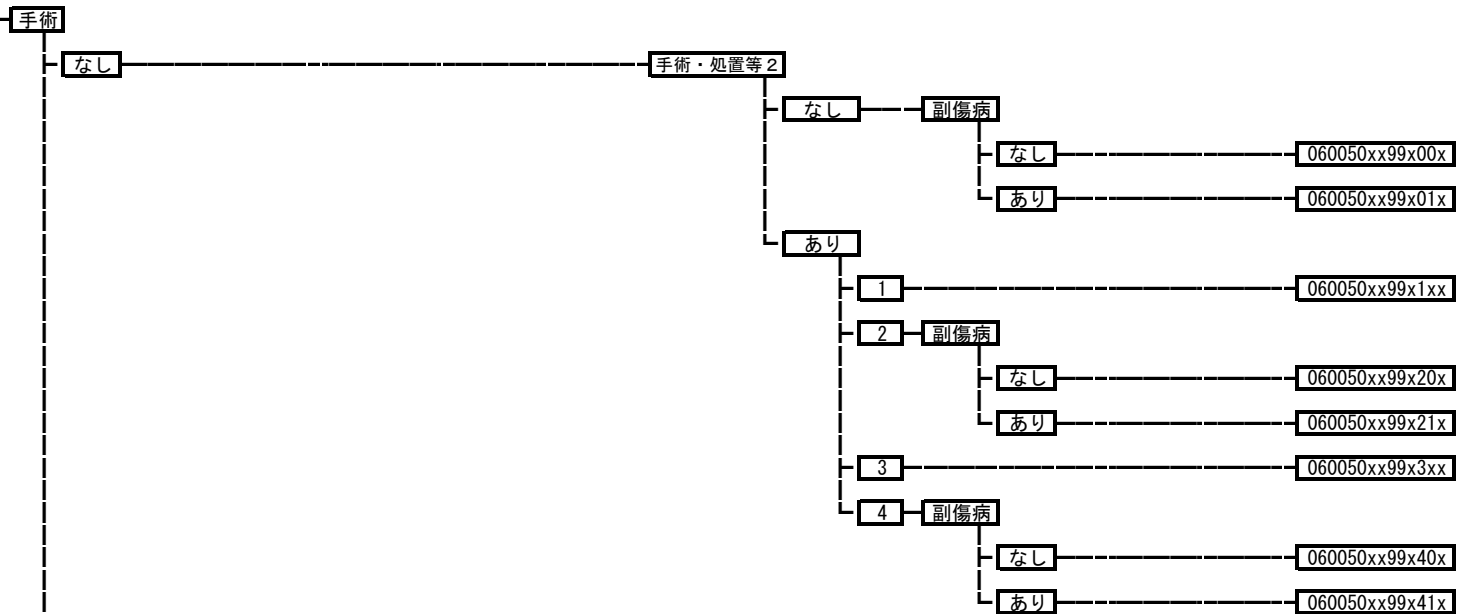 手術
なし 手術・処置等2
なし 副傷病
なし 060050xx99x00x
あり 060050xx99x01x
あり
1 060050xx99x1xx
2 副傷病
なし 060050xx99x20x
あり 060050xx99x21x
3 060050xx99x3xx
4 副傷病
なし 060050xx99x40x
あり 060050xx99x41x